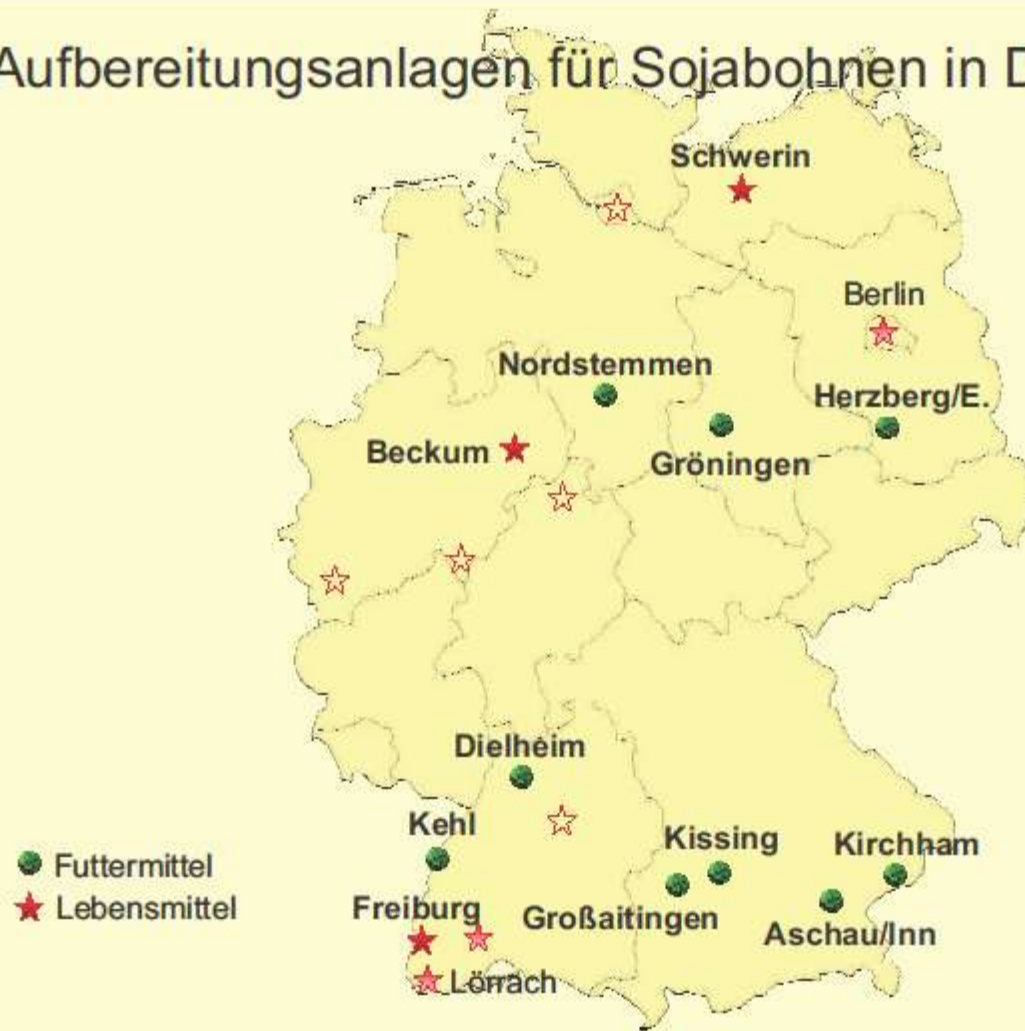 Aufbereitungsanlagen für Sojabohnen in D
Schwerin
Berlin
Nordstemmen
Herzberg/E.
Beckum
Gröningen
Dielheim
Kehl
Kissing
Kirchham
Futtermittel
Lebensmittel
Freiburg
Großaitingen
Aschau/Inn
Lörrach